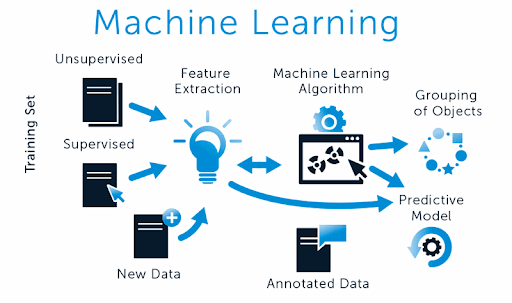 Machine Learning
Unsupervised
Feature
Extraction
Machine Learning
Algorithm
Grouping
of Objects
Training Set
Supervised
Predictive
Model
New Data
Annotated Data